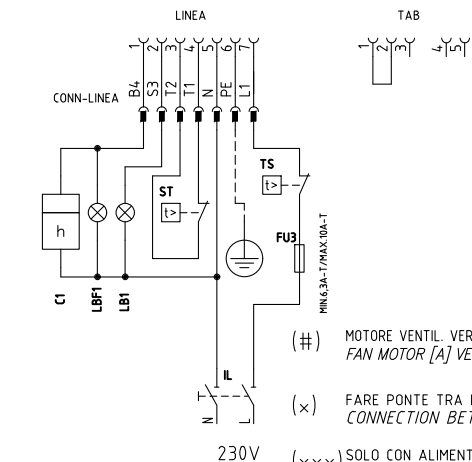 LINEA
TAB
1 2 3 4 5 6 7
1 2 3 4 5
B4 S3 T2 T1 N PE L1
CONN-LINEA
TS
t>
ST
t>
h
FU3
MIN.6,3A-T/MAX.10A-T
C1
LBF1
LB1
IL
N L
230V
(#) MOTORE VENTIL. VER
FAN MOTOR [A] VE
(×) FARE PONTE TRA
CONNECTION BET
(×××) SOLO CON ALIMENT